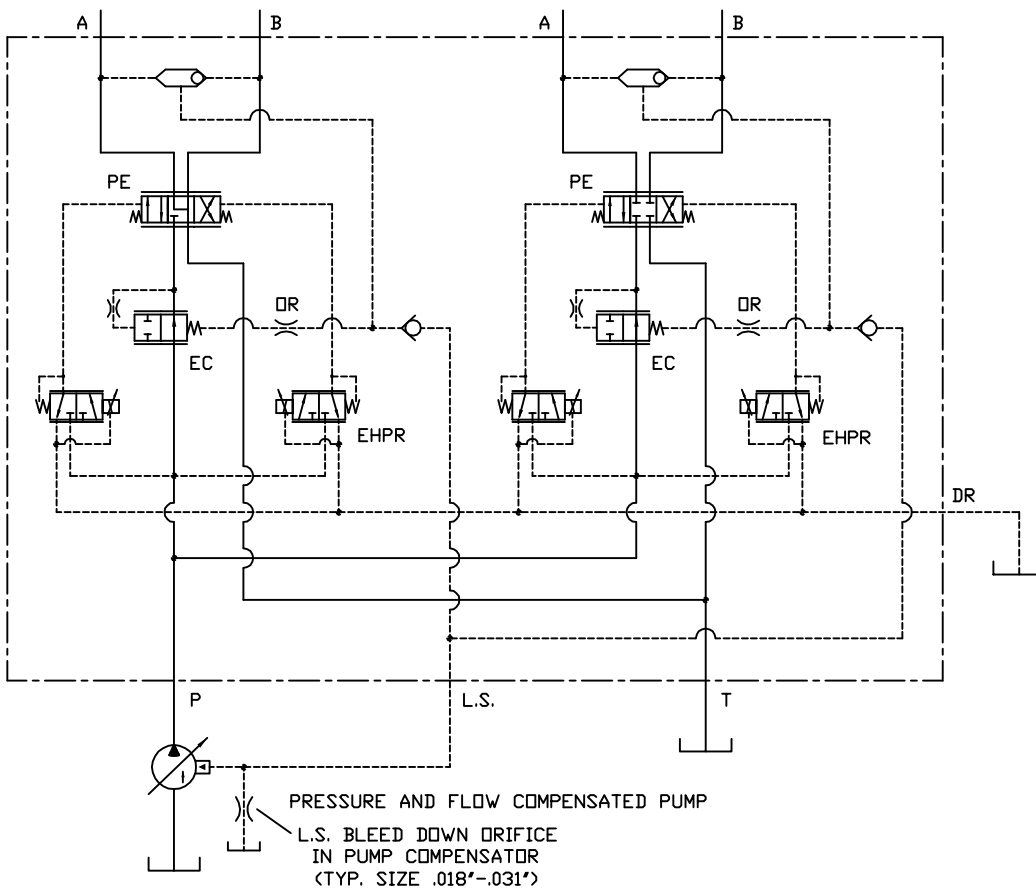 A B A B
PE PE
OR OR
EC EC
EHPR EHPR
DR
P L.S. T
PRESSURE AND FLOW COMPENSATED PUMP
L.S. BLEED DOWN ORIFICE
IN PUMP COMPENSATOR
(TYP. SIZE .018"-.031")